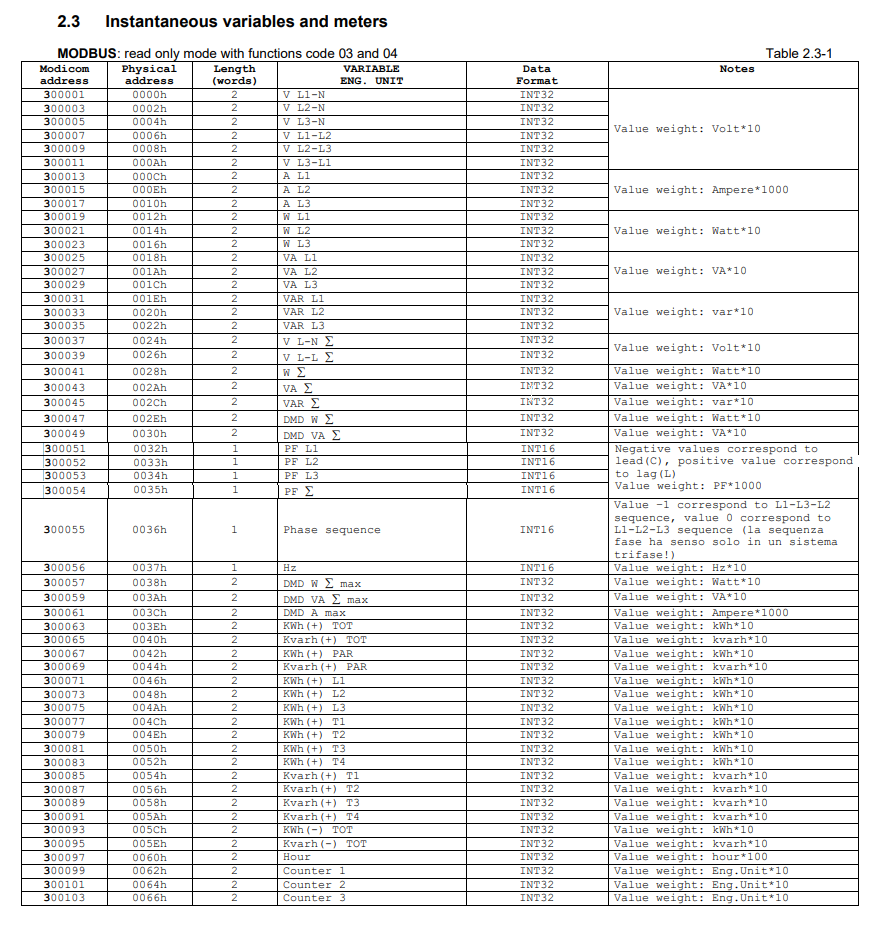 2.3 Instantaneous variables and meters
MODBUS: read only mode with functions code 03 and 04 Table 2.3-1
Modicom address Physical address Length (words) VARIABLE ENG. UNIT Data Format Notes
300001 0000h 2 V L1-N INT32
300003 0002h 2 V L2-N INT32
300005 0004h 2 V L3-N INT32
Value weight: Volt*10
300007 0006h 2 V L1-L2 INT32
300009 0008h 2 V L2-L3 INT32
300011 000Ah 2 V L3-L1 INT32
300013 000Ch 2 A L1 INT32
300015 000Eh 2 A L2 INT32 Value weight: Ampere*1000
300017 0010h 2 A L3 INT32
300019 0012h 2 W L1 INT32
300021 0014h 2 W L2 INT32 Value weight: Watt*10
300023 0016h 2 W L3 INT32
300025 0018h 2 VA L1 INT32
300027 001Ah 2 VA L2 INT32 Value weight: VA*10
300029 001Ch 2 VA L3 INT32
300031 001Eh 2 VAR L1 INT32
300033 0020h 2 VAR L2 INT32 Value weight: var*10
300035 0022h 2 VAR L3 INT32
300037 0024h 2 V L-N Σ INT32
Value weight: Volt*10
300039 0026h 2 V L-L Σ INT32
300041 0028h 2 W Σ INT32 Value weight: Watt*10
300043 002Ah 2 VA Σ INT32 Value weight: VA*10
300045 002Ch 2 VAR Σ INT32 Value weight: var*10
300047 002Eh 2 DMD W Σ INT32 Value weight: Watt*10
300049 0030h 2 DMD VA Σ INT32 Value weight: VA*10
300051 0032h 1 PF L1 INT16 Negative values correspond to
300052 0033h 1 PF L2 INT16 lead(C), positive value correspond
300053 0034h 1 PF L3 INT16 to lag(L)
300054 0035h 1 PF Σ INT16 Value weight: PF*1000
Value -1 correspond to L1-L3-L2
sequence, value 0 correspond to
300055 0036h 1 Phase sequence INT16 L1-L2-L3 sequence (la sequenza
fase ha senso solo in un sistema
trifase!)
300056 0037h 1 Hz INT16 Value weight: Hz*10
300057 0038h 2 DMD W Σ max INT32 Value weight: Watt*10
300059 003Ah 2 DMD VA Σ max INT32 Value weight: VA*10
300061 003Ch 2 DMD A max INT32 Value weight: Ampere*1000
300063 003Eh 2 KWh(+) TOT INT32 Value weight: kWh*10
300065 0040h 2 Kvarh(+) TOT INT32 Value weight: kvarh*10
300067 0042h 2 KWh(+) PAR INT32 Value weight: kWh*10
300069 0044h 2 Kvarh(+) PAR INT32 Value weight: kvarh*10
300071 0046h 2 KWh(+) L1 INT32 Value weight: kWh*10
300073 0048h 2 KWh(+) L2 INT32 Value weight: kWh*10
300075 004Ah 2 KWh(+) L3 INT32 Value weight: kWh*10
300077 004Ch 2 KWh(+) T1 INT32 Value weight: kWh*10
300079 004Eh 2 KWh(+) T2 INT32 Value weight: kWh*10
300081 0050h 2 KWh(+) T3 INT32 Value weight: kWh*10
300083 0052h 2 KWh(+) T4 INT32 Value weight: kWh*10
300085 0054h 2 Kvarh(+) T1 INT32 Value weight: kvarh*10
300087 0056h 2 Kvarh(+) T2 INT32 Value weight: kvarh*10
300089 0058h 2 Kvarh(+) T3 INT32 Value weight: kvarh*10
300091 005Ah 2 Kvarh(+) T4 INT32 Value weight: kvarh*10
300093 005Ch 2 KWh(-) TOT INT32 Value weight: kWh*10
300095 005Eh 2 Kvarh(-) TOT INT32 Value weight: kvarh*10
300097 0060h 2 Hour INT32 Value weight: hour*100
300099 0062h 2 Counter 1 INT32 Value weight: Eng.Unit*10
300101 0064h 2 Counter 2 INT32 Value weight: Eng.Unit*10
300103 0066h 2 Counter 3 INT32 Value weight: Eng.Unit*10